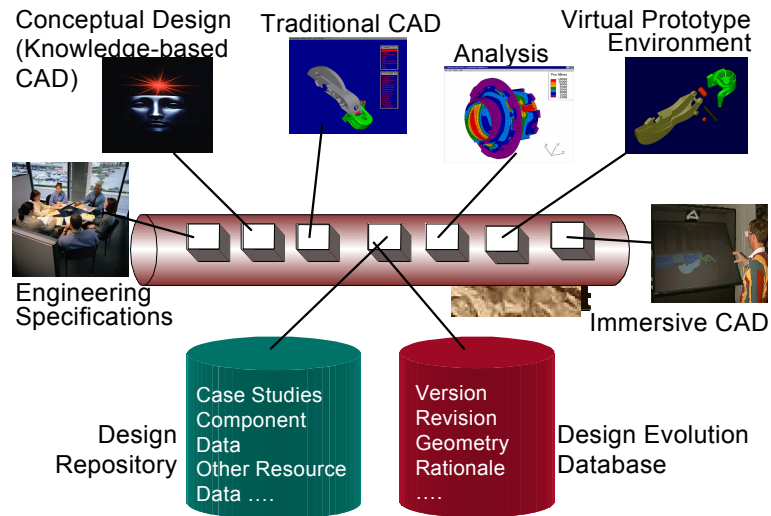 Conceptual Design
(Knowledge-based
CAD)
Traditional CAD
Analysis
Virtual Prototype
Environment
Engineering
Specifications
Immersive CAD
Design
Repository
Case Studies
Component
Data
Other Resource
Data ....
Version
Revision
Geometry
Rationale
....
Design Evolution
Database